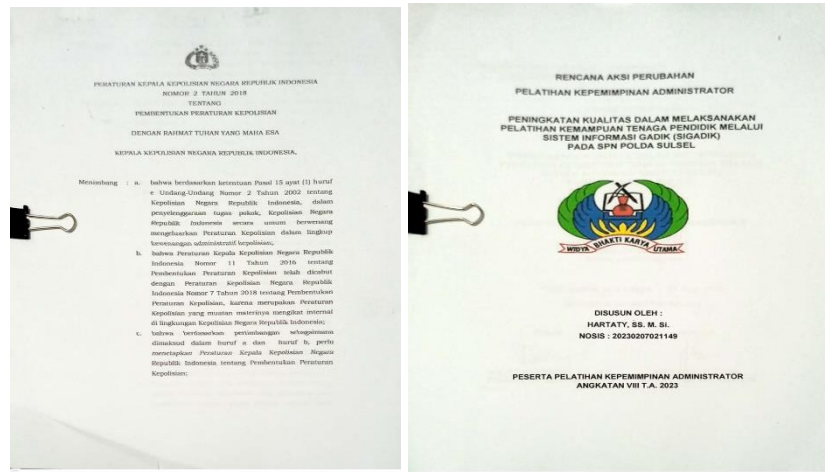 PERATURAN KEPALA KEPOLISIAN NEGARA REPUBLIK INDONESIA
NOMOR 2 TAHUN 2018
TENTANG
PEMBENTUKAN PERATURAN KEPOLISIAN
DENGAN RAHMAT TUHAN YANG MAHA ESA
KEPALA KEPOLISIAN NEGARA REPUBLIK INDONESIA,
Menimbang : a. bahwa berdasarkan ketentuan Pasal 15 ayat (1) huruf
e Undang-Undang Nomor 2 Tahun 2002 tentang
Kepolisian Negara Republik Indonesia, dalam
penyelenggaraan tugas pokok, Kepolisian Negara
Republik Indonesia secara umum berwenang
mengeluarkan Peraturan Kepolisian dalam lingkup
kewenangan administratif kepolisian;
b. bahwa Peraturan Kepala Kepolisian Negara Republik
Indonesia Nomor 11 Tahun 2016 tentang
Pembentukan Peraturan Kepolisian telah dicabut
dengan Peraturan Kepolisian Negara Republik
Indonesia Nomor 7 Tahun 2018 tentang Pembentukan
Peraturan Kepolisian, karena merupakan Peraturan
Kepolisian yang muatan materinya mengikat internal
di lingkungan Kepolisian Negara Republik Indonesia;
c. bahwa berdasarkan pertimbangan sebagaimana
dimaksud dalam huruf a dan huruf b, perlu
menetapkan Peraturan Kepala Kepolisian Negara
Republik Indonesia tentang Pembentukan Peraturan
Kepolisian;
RENCANA AKSI PERUBAHAN
PELATIHAN KEPEMIMPINAN ADMINISTRATOR
PENINGKATAN KUALITAS DALAM MELAKSANAKAN
PELATIHAN KEMAMPUAN TENAGA PENDIDIK MELALUI
SISTEM INFORMASI GADIK (SIGADIK)
PADA SPN POLDA SULSEL
WIDYA BHAKTI KARYA UTAMA
DISUSUN OLEH :
HARTATY, SS. M. Si.
NOSIS : 20230207021149
PESERTA PELATIHAN KEPEMIMPINAN ADMINISTRATOR
ANGKATAN VIII T.A. 2023